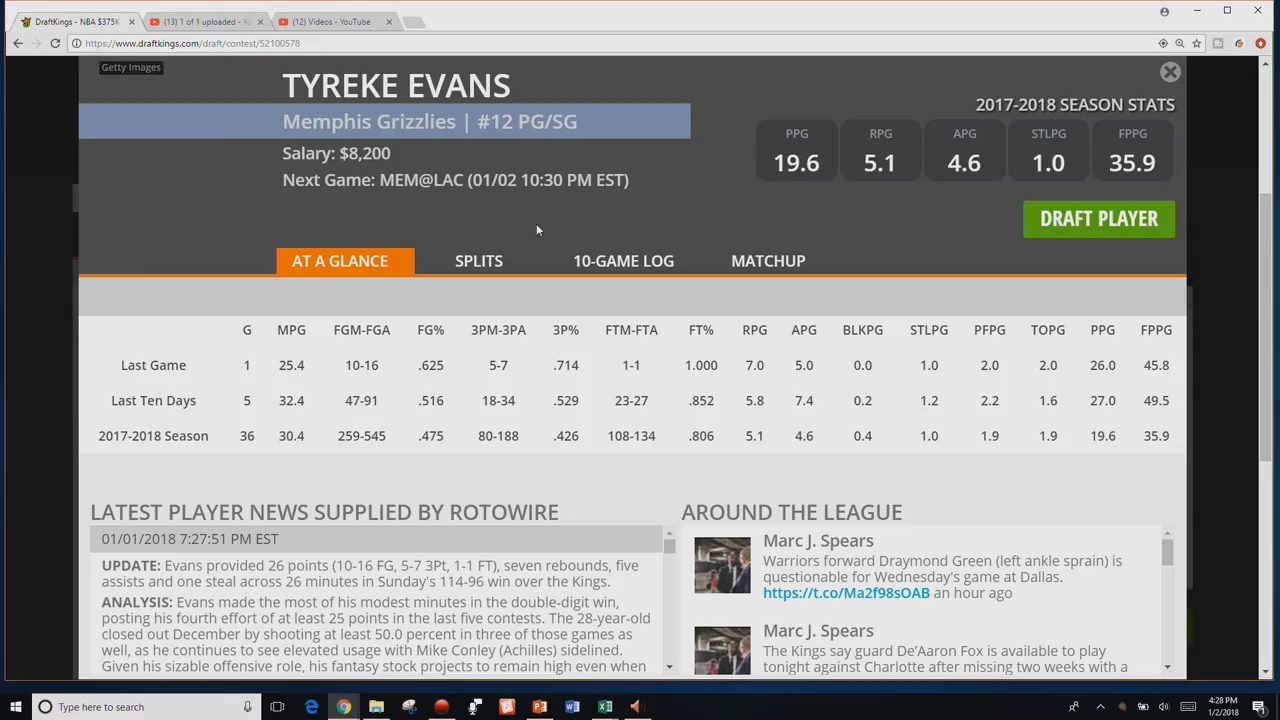 DraftKings - NBA $375K
(13) 1 of 1 uploaded - Yo
(12) Videos - YouTube
https://www.draftkings.com/draft/contest/52100578
Getty Images
TYREKE EVANS
Memphis Grizzlies | #12 PG/SG
Salary: $8,200
Next Game: MEM@LAC (01/02 10:30 PM EST)
2017-2018 SEASON STATS
PPG RPG APG STLPG FPPG
19.6 5.1 4.6 1.0 35.9
DRAFT PLAYER
AT A GLANCE SPLITS 10-GAME LOG MATCHUP
G MPG FGM-FGA FG% 3PM-3PA 3P% FTM-FTA FT% RPG APG BLKPG STLPG PFPG TOPG PPG FPPG
Last Game 1 25.4 10-16 .625 5-7 .714 1-1 1.000 7.0 5.0 0.0 1.0 2.0 2.0 26.0 45.8
Last Ten Days 5 32.4 47-91 .516 18-34 .529 23-27 .852 5.8 7.4 0.2 1.2 2.2 1.6 27.0 49.5
2017-2018 Season 36 30.4 259-545 .475 80-188 .426 108-134 .806 5.1 4.6 0.4 1.0 1.9 1.9 19.6 35.9
LATEST PLAYER NEWS SUPPLIED BY ROTOWIRE
01/01/2018 7:27:51 PM EST
UPDATE: Evans provided 26 points (10-16 FG, 5-7 3Pt, 1-1 FT), seven rebounds, five
assists and one steal across 26 minutes in Sunday's 114-96 win over the Kings.
ANALYSIS: Evans made the most of his modest minutes in the double-digit win,
posting his fourth effort of at least 25 points in the last five contests. The 28-year-old
closed out December by shooting at least 50.0 percent in three of those games as
well, as he continues to see elevated usage with Mike Conley (Achilles) sidelined.
Given his sizable offensive role, his fantasy stock projects to remain high even when
AROUND THE LEAGUE
Marc J. Spears
Warriors forward Draymond Green (left ankle sprain) is
questionable for Wednesday's game at Dallas.
https://t.co/Ma2f98sOAB an hour ago
Marc J. Spears
The Kings say guard De'Aaron Fox is available to play
tonight against Charlotte after missing two weeks with a
Type here to search
4:28 PM
1/2/2018